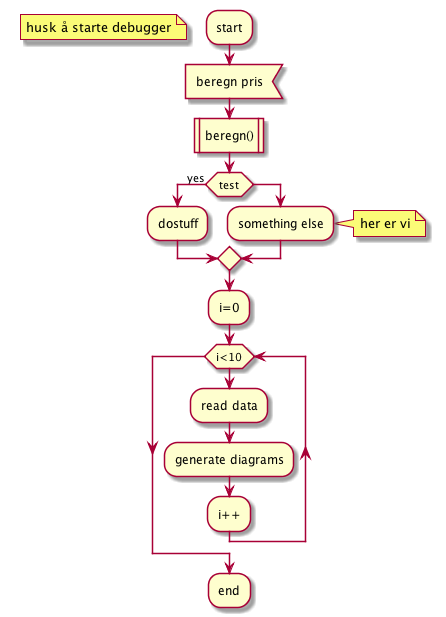 husk å starte debugger
start
beregn pris
beregn()
test
yes
dostuff
something else
her er vi
i=0
i<10
read data
generate diagrams
i++
end